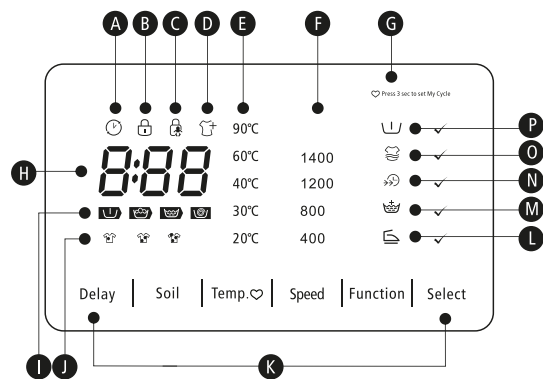 A B C D E F G
♡ Press 3 sec to set My Cycle
90℃
P
H 8:88 60℃ 1400 O
40℃ 1200 N
I 30℃ 800 M
J 20℃ 400 L
Delay Soil Temp.♡ Speed Function Select
K